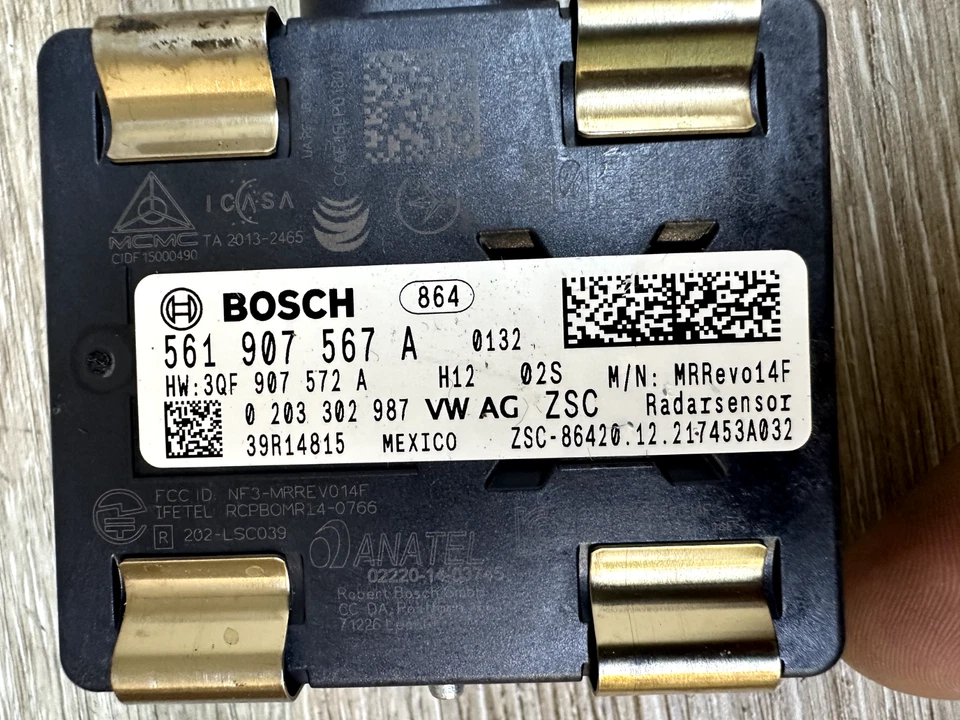 ICASA
MCMC TA 2013-2465
CIDF15000490
BOSCH 864
561 907 567 A 0132
HW:3QF 907 572 A H12 02S M/N: MRRevo14F
0 203 302 987 VW AG ZSC Radarsensor
39R14815 MEXICO ZSC-86420.12.217453A032
FCC ID. NF3-MRREVO14F
IFETEL RCPBOMR14-0766
R 202-LSC039
ANATEL
Robert Bosch GmbH